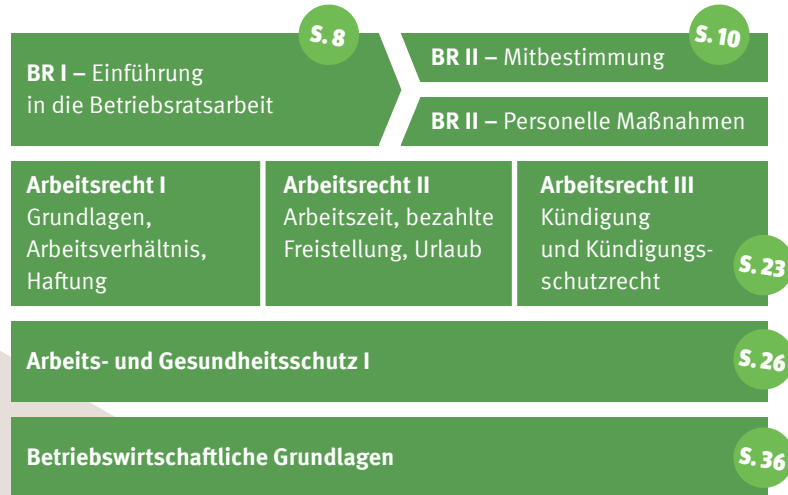 S. 8
BR I – Einführung
in die Betriebsratsarbeit
S. 10
BR II – Mitbestimmung
BR II – Personelle Maßnahmen
Arbeitsrecht I
Grundlagen,
Arbeitsverhältnis,
Haftung
Arbeitsrecht II
Arbeitszeit, bezahlte
Freistellung, Urlaub
Arbeitsrecht III
Kündigung
und Kündigungs-
schutzrecht
S. 23
Arbeits- und Gesundheitsschutz I
S. 26
Betriebswirtschaftliche Grundlagen
S. 36